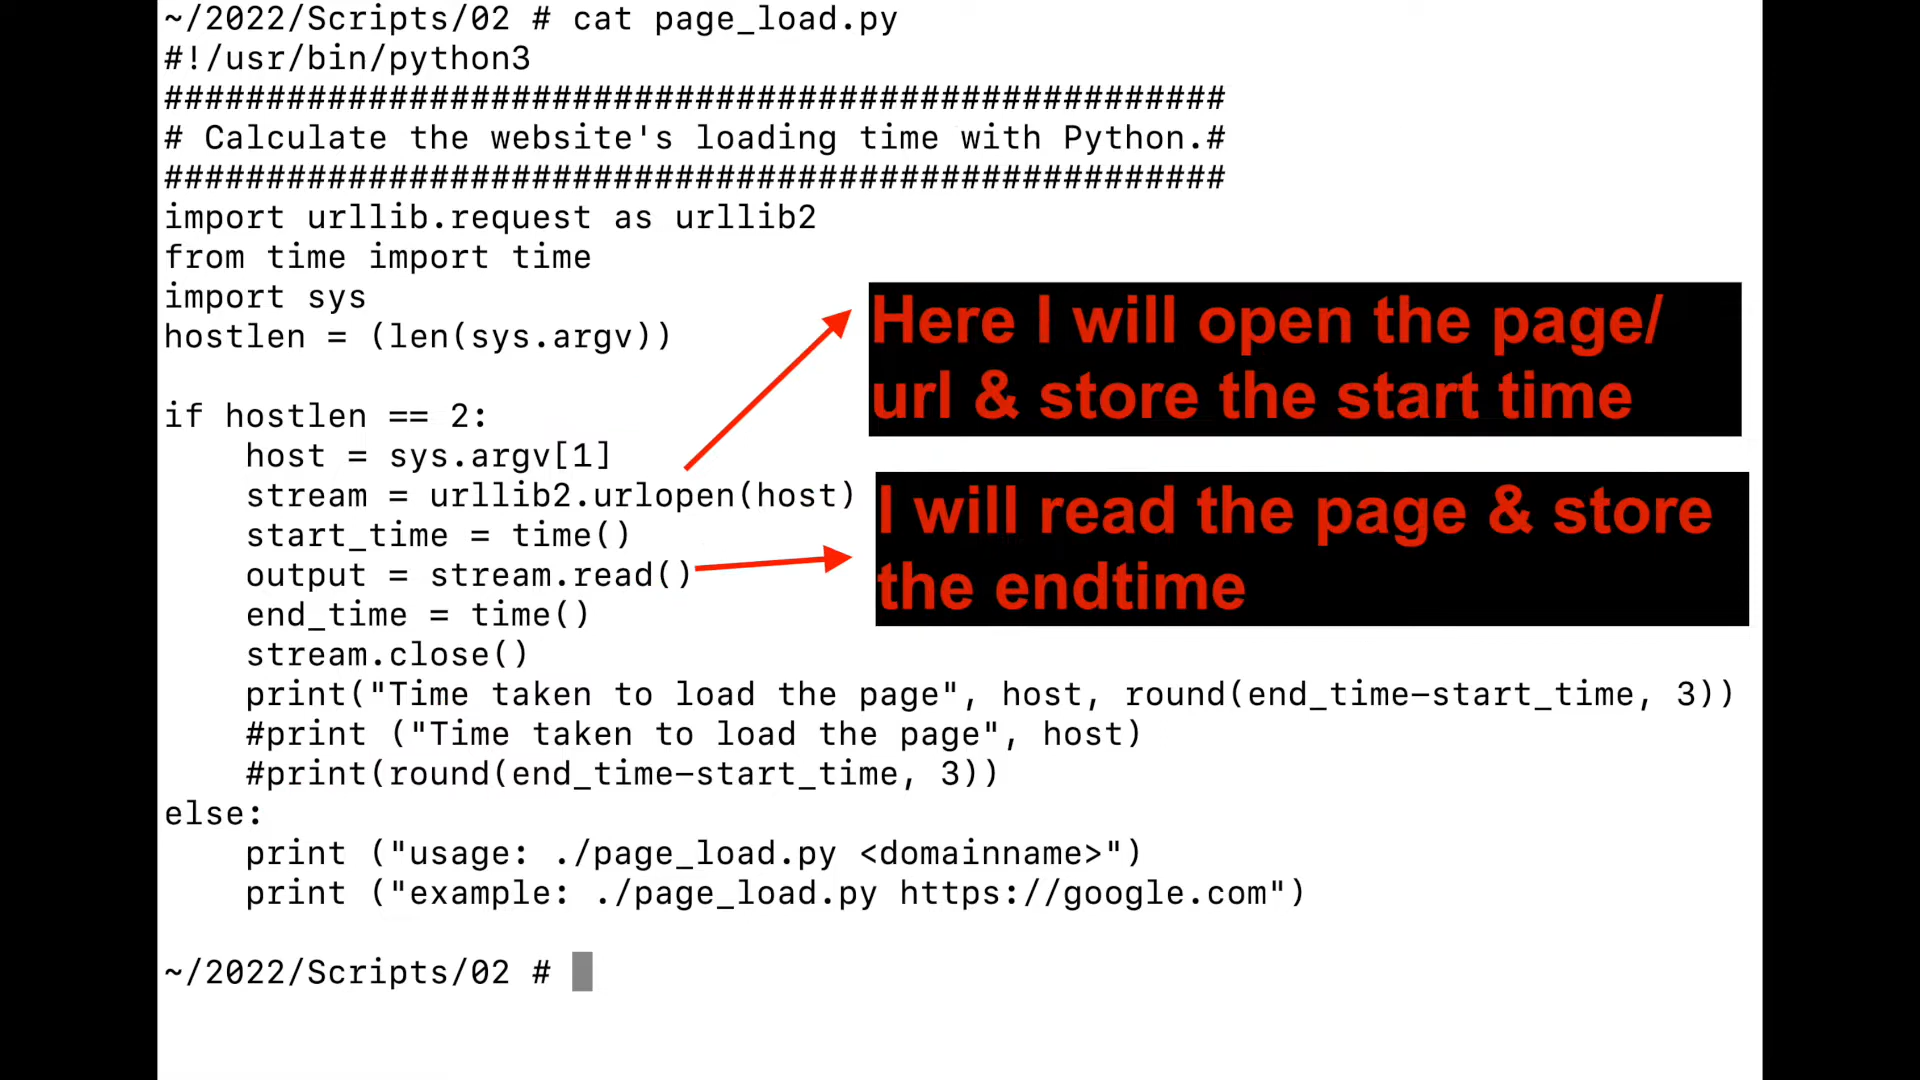 ~/2022/Scripts/02 # cat page_load.py
#!/usr/bin/python3
####################################################
# Calculate the website's loading time with Python.#
####################################################
import urllib.request as urllib2
from time import time
import sys
hostlen = (len(sys.argv))
if hostlen == 2:
    host = sys.argv[1]
    stream = urllib2.urlopen(host)
    start_time = time()
    output = stream.read()
    end_time = time()
    stream.close()
    print("Time taken to load the page", host, round(end_time-start_time, 3))
    #print ("Time taken to load the page", host)
    #print(round(end_time-start_time, 3))
else:
    print ("usage: ./page_load.py <domainname>")
    print ("example: ./page_load.py https://google.com")
~/2022/Scripts/02 #
Here I will open the page/
url & store the start time
I will read the page & store
the endtime